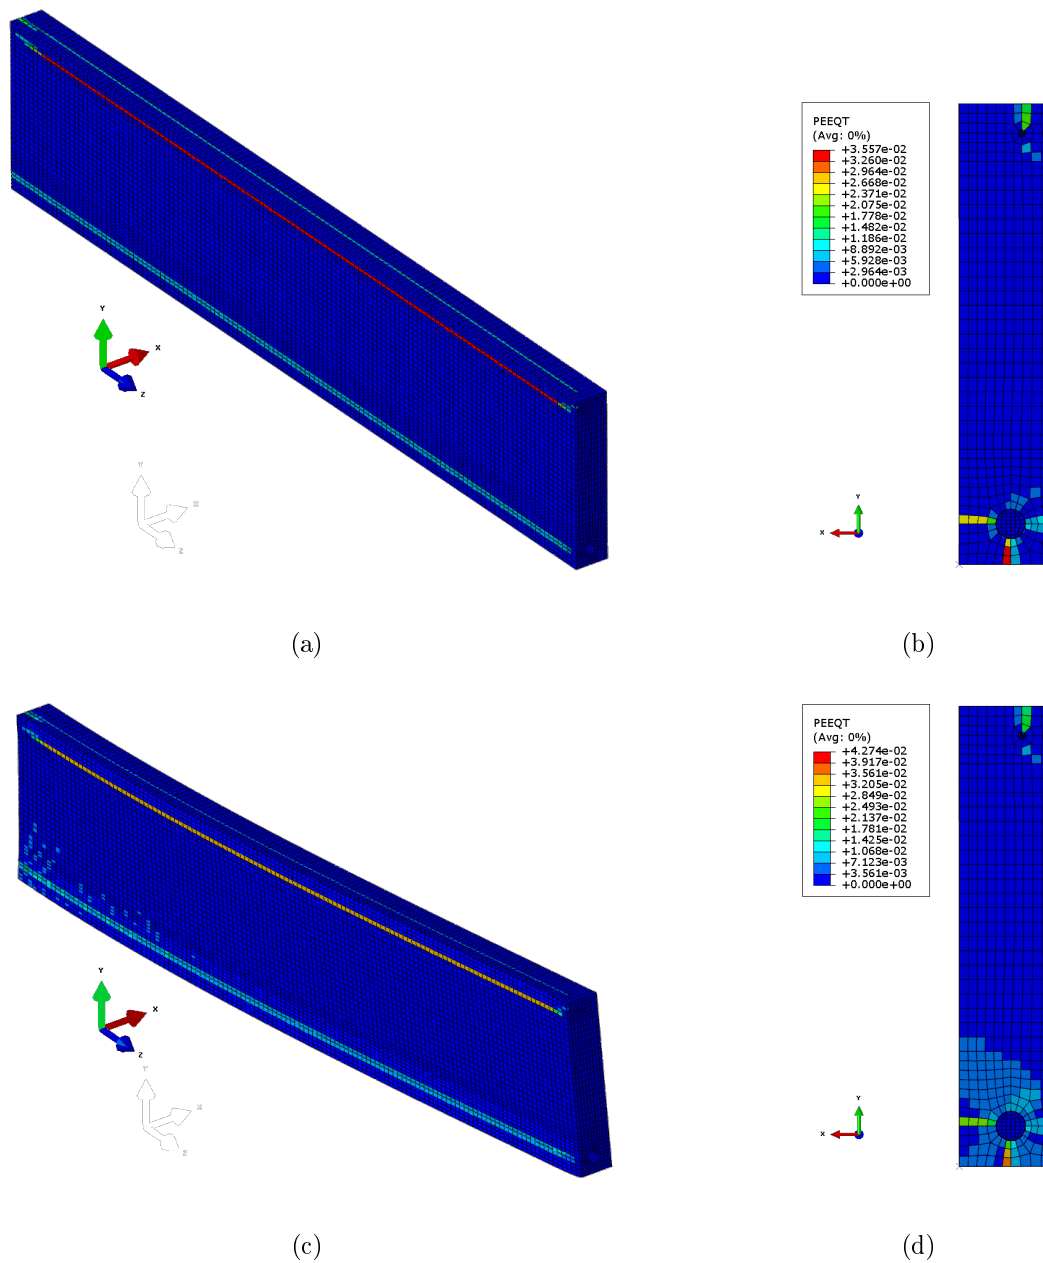 Y
X
Z
Y
X
Z
PEEQT
(Avg: 0%)
+3.557e-02
+3.260e-02
+2.964e-02
+2.668e-02
+2.371e-02
+2.075e-02
+1.778e-02
+1.482e-02
+1.186e-02
+8.892e-03
+5.928e-03
+2.964e-03
+0.000e+00
Y
X
(a)
(b)
Y
X
Z
Y
X
Z
PEEQT
(Avg: 0%)
+4.274e-02
+3.917e-02
+3.561e-02
+3.205e-02
+2.849e-02
+2.493e-02
+2.137e-02
+1.781e-02
+1.425e-02
+1.068e-02
+7.123e-03
+3.561e-03
+0.000e+00
Y
X
(c)
(d)